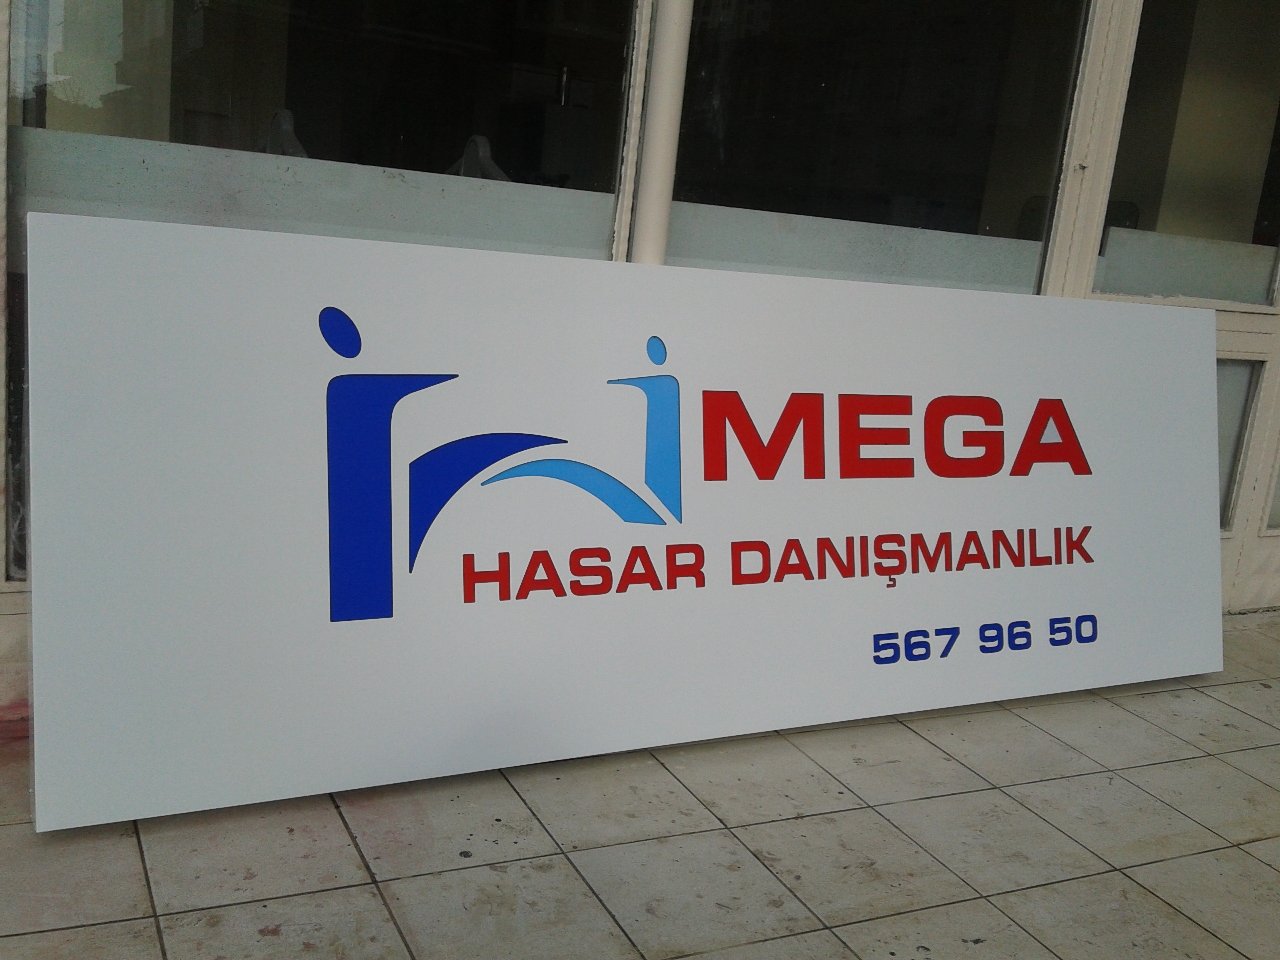 MEGA
HASAR DANIŞMANLIK
567 96 50